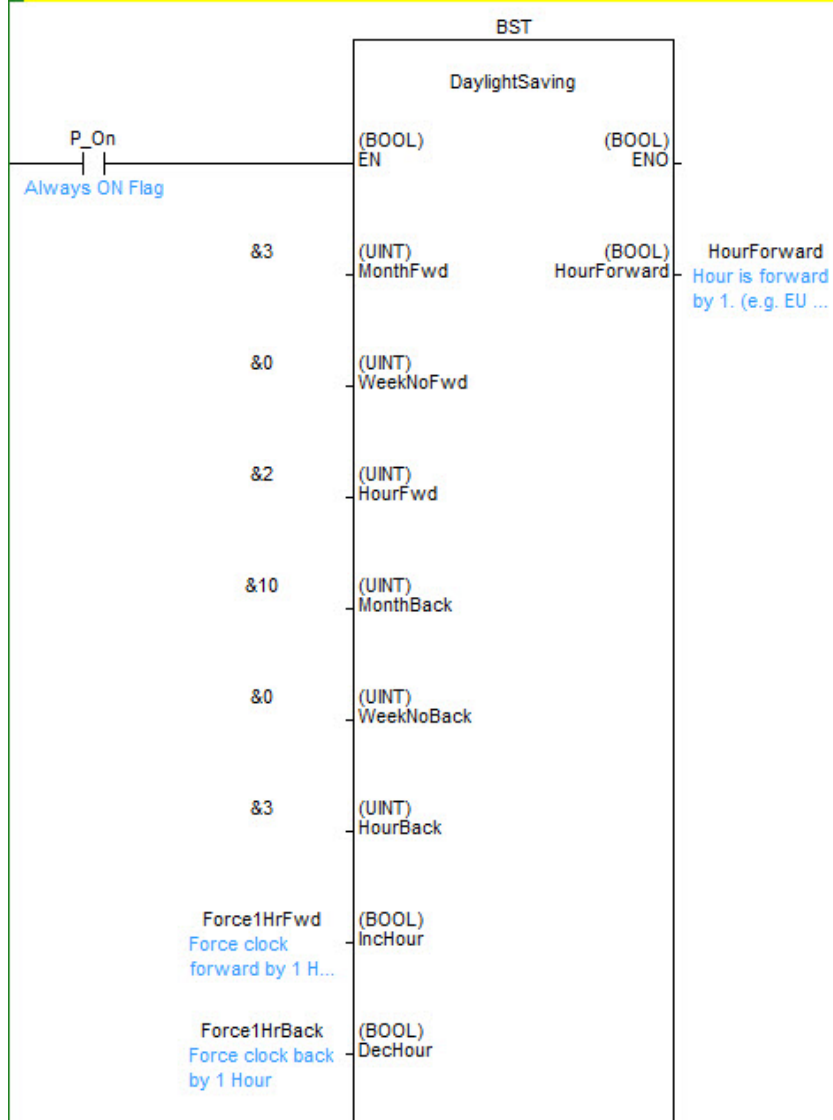 BST
DaylightSaving
P_On
Always ON Flag
(BOOL)
EN
(BOOL)
ENO
&3
(UINT)
MonthFwd
(BOOL)
HourForward
HourForward
Hour is forward
by 1. (e.g. EU ...
&0
(UINT)
WeekNoFwd
&2
(UINT)
HourFwd
&10
(UINT)
MonthBack
&0
(UINT)
WeekNoBack
&3
(UINT)
HourBack
Force1HrFwd
Force clock
forward by 1 H...
(BOOL)
IncHour
Force1HrBack
Force clock back
by 1 Hour
(BOOL)
DecHour